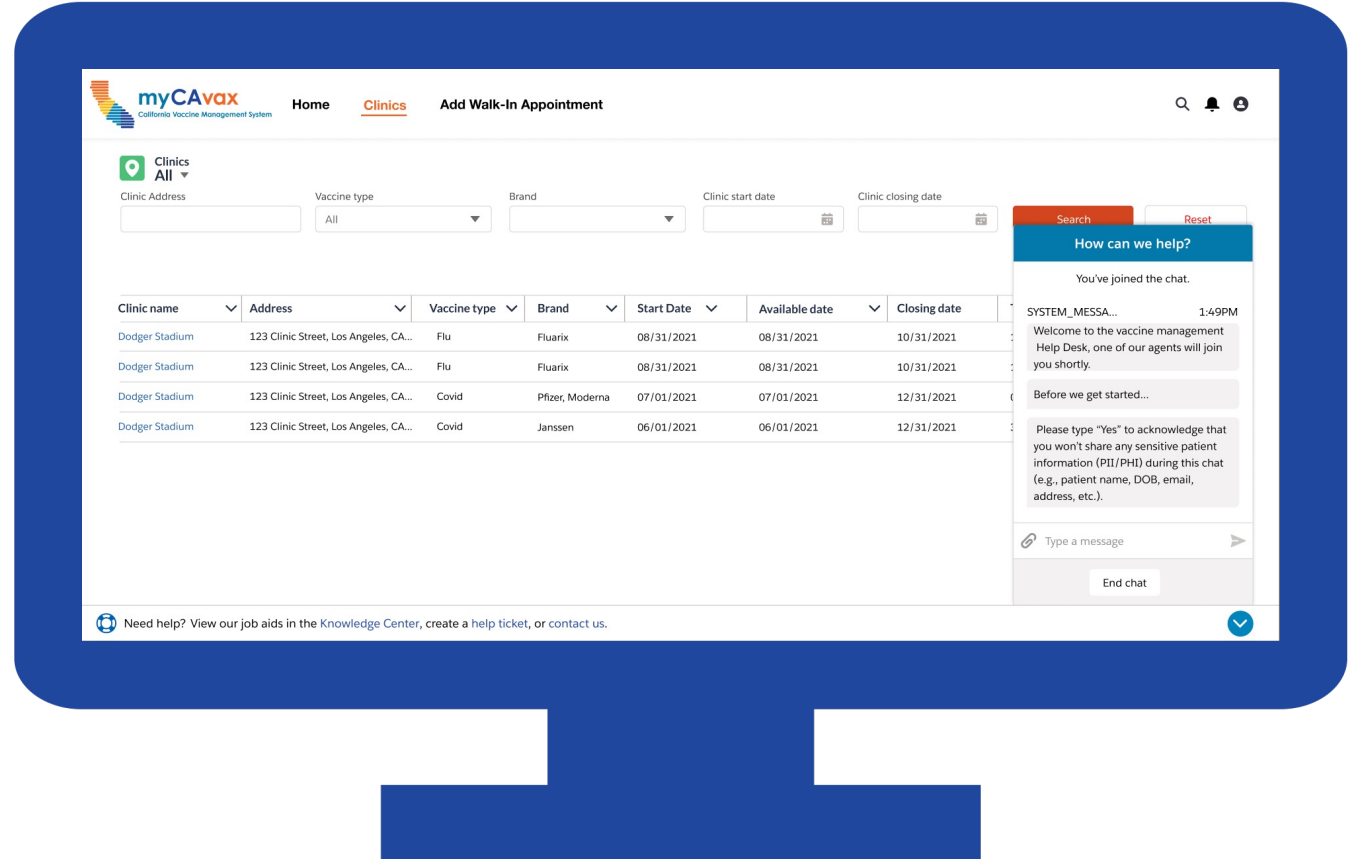 myCAvax
California Vaccine Management System
Home Clinics Add Walk-In Appointment
Clinics
All
Clinic Address Vaccine type Brand Clinic start date Clinic closing date
All Search Reset
Clinic name Address Vaccine type Brand Start Date Available date Closing date
Dodger Stadium 123 Clinic Street, Los Angeles, CA... Flu Fluarix 08/31/2021 08/31/2021 10/31/2021
Dodger Stadium 123 Clinic Street, Los Angeles, CA... Flu Fluarix 08/31/2021 08/31/2021 10/31/2021
Dodger Stadium 123 Clinic Street, Los Angeles, CA... Covid Pfizer, Moderna 07/01/2021 07/01/2021 12/31/2021
Dodger Stadium 123 Clinic Street, Los Angeles, CA... Covid Janssen 06/01/2021 06/01/2021 12/31/2021
How can we help?
You've joined the chat.
SYSTEM_MESSA... 1:49PM
Welcome to the vaccine management
Help Desk, one of our agents will join
you shortly.
Before we get started...
Please type “Yes” to acknowledge that
you won't share any sensitive patient
information (PII/PHI) during this chat
(e.g., patient name, DOB, email,
address, etc.).
Type a message
End chat
Need help? View our job aids in the Knowledge Center, create a help ticket, or contact us.